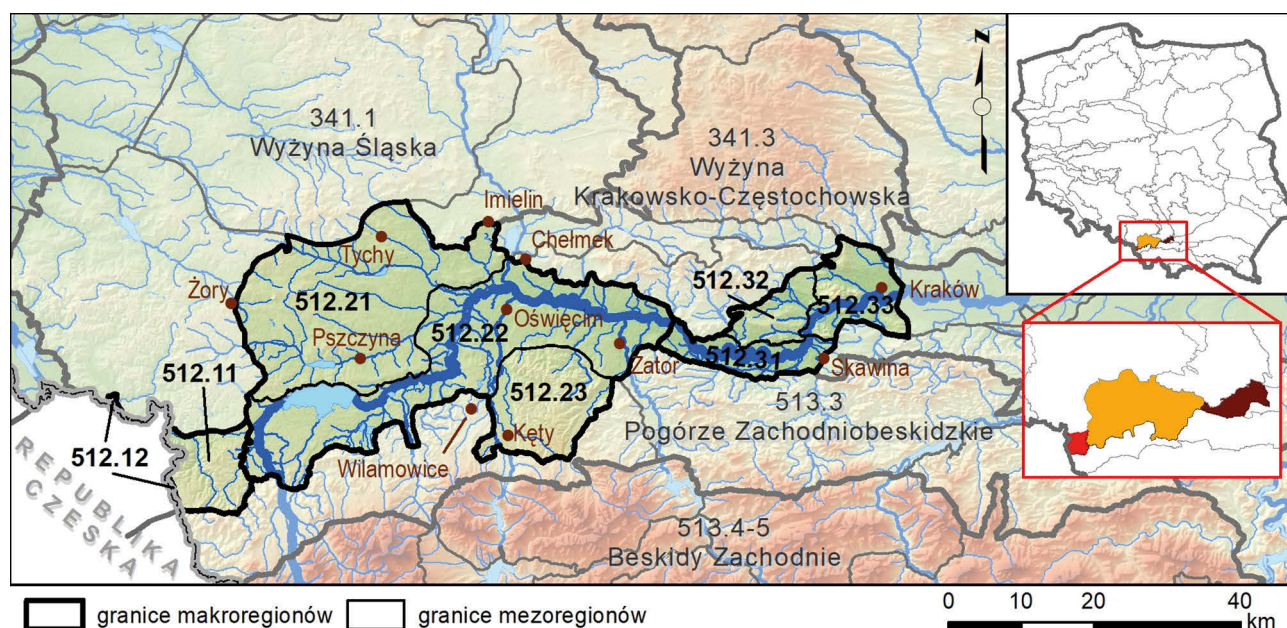 z
341.1
Wyżyna Śląska
341.3
Wyżyna
Krakowsko-Częstochowska
Imielin
Tychy
Chełmek
Żory
512.21
512.32
Kraków
512.33
Oświęcim
512.22
Pszczyna
512.31
Zator
Skawina
512.11
512.23
513.3
Pogórze Zachodniobeskidzkie
Kęty
Wilamowice
512.12
REPUBLIKA
CZESKA
513.4-5
Beskidy Zachodnie
granice makroregionów
granice mezoregionów
0 10 20 40
km